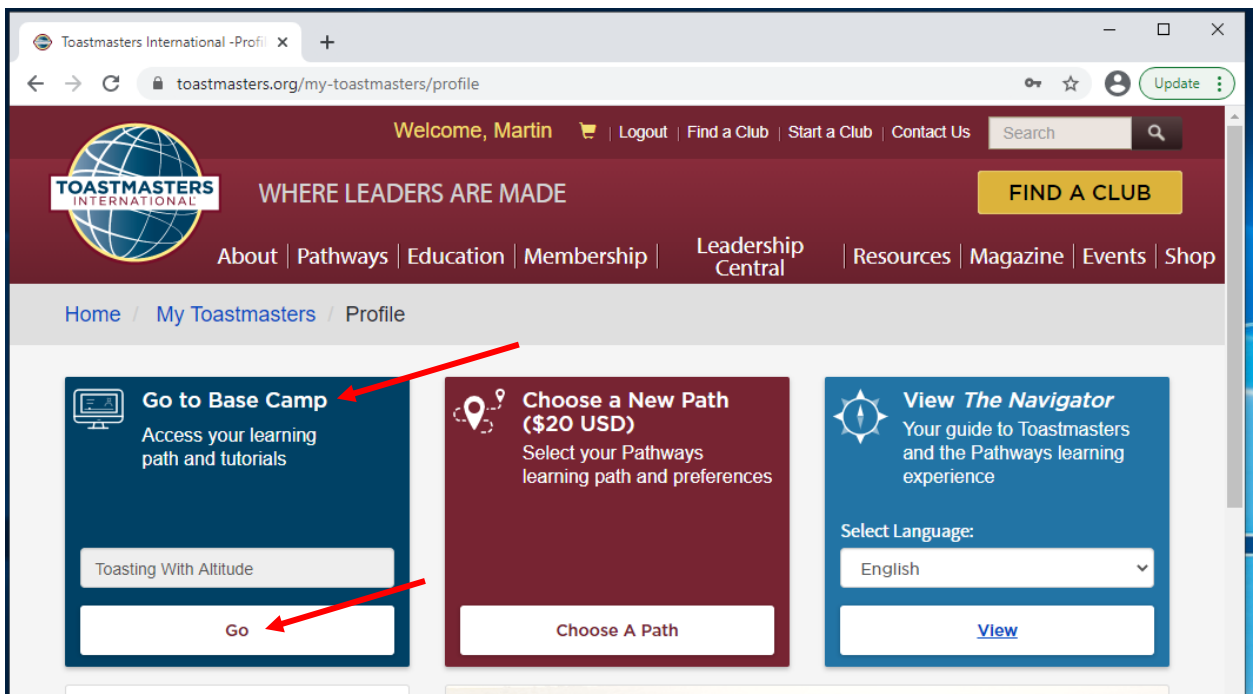 Toastmasters International -Profil
toastmasters.org/my-toastmasters/profile
Update
Welcome, Martin | Logout | Find a Club | Start a Club | Contact Us
Search
TOASTMASTERS
INTERNATIONAL
WHERE LEADERS ARE MADE
FIND A CLUB
About | Pathways | Education | Membership | Leadership Central | Resources | Magazine | Events | Shop
Home / My Toastmasters / Profile
Go to Base Camp
Access your learning
path and tutorials
Toasting With Altitude
Go
Choose a New Path
($20 USD)
Select your Pathways
learning path and preferences
Choose A Path
View The Navigator
Your guide to Toastmasters
and the Pathways learning
experience
Select Language:
English
View